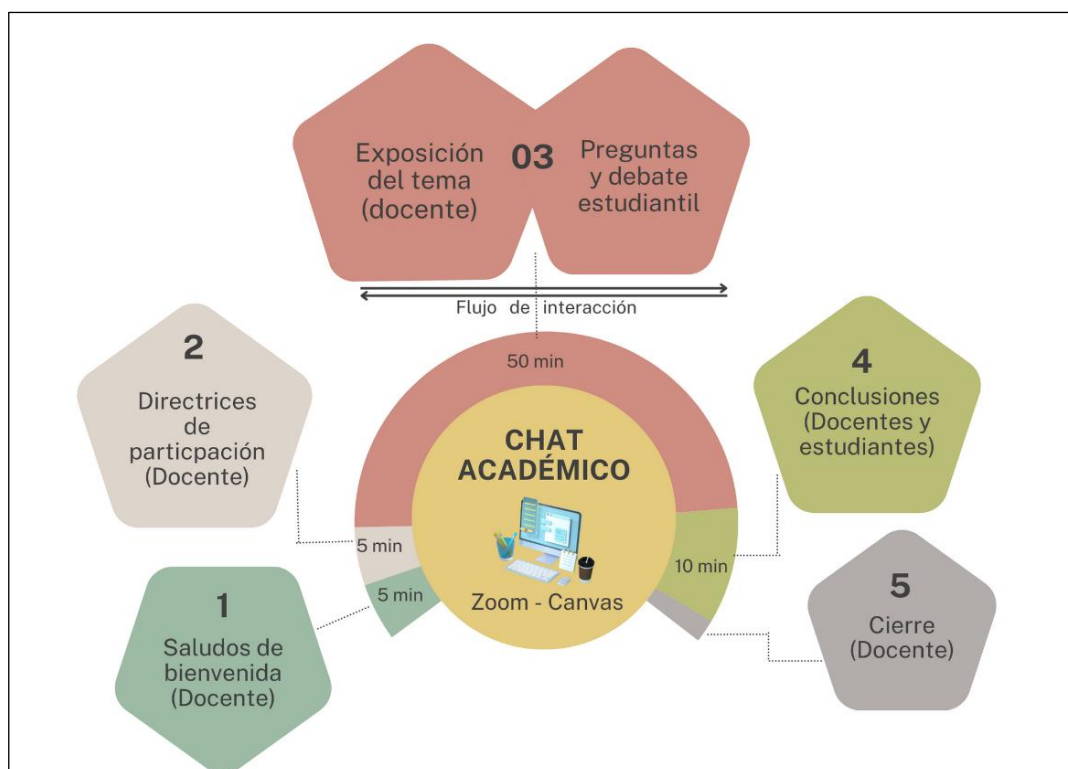 Exposición
del tema
(docente)
03
Preguntas
y debate
estudiantil
Flujo de interacción
50 min
2
Directrices
de
particpación
(Docente)
4
Conclusiones
(Docentes y
estudiantes)
CHAT
ACADÉMICO
Zoom - Canvas
5 min
5 min
10 min
1
Saludos de
bienvenida
(Docente)
5
Cierre
(Docente)